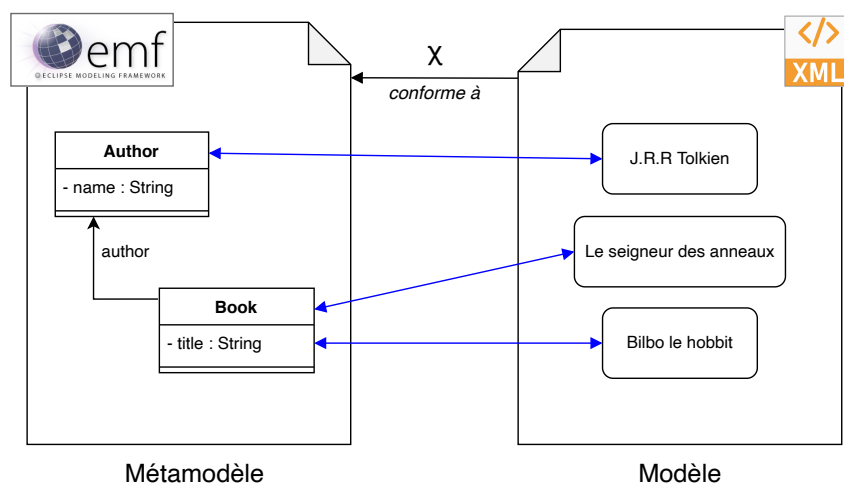 emf
ECLIPSE MODELING FRAMEWORK
</>
XML
X
conforme à
Author
- name : String
author
Book
- title : String
J.R.R Tolkien
Le seigneur des anneaux
Bilbo le hobbit
Métamodèle
Modèle